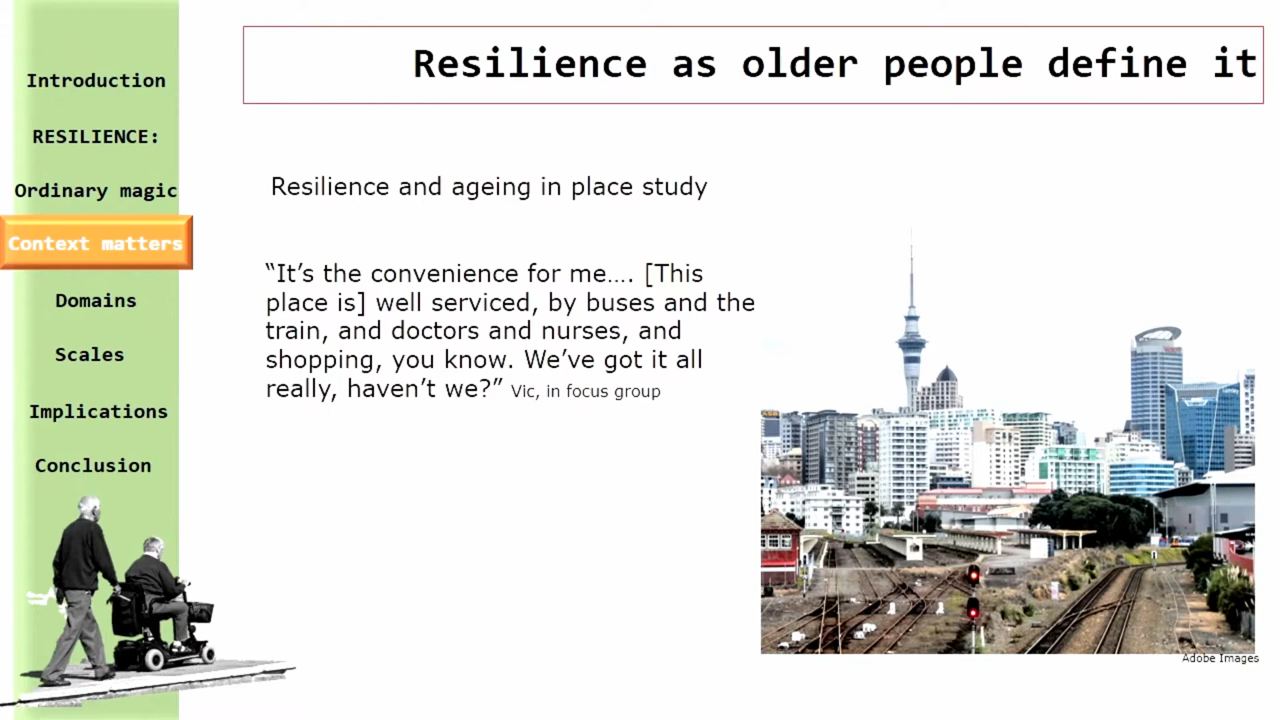 Resilience as older people define it
Introduction
RESILIENCE:
Ordinary magic
Context matters
Domains
Scales
Implications
Conclusion
Resilience and ageing in place study
“It’s the convenience for me…. [This
place is] well serviced, by buses and the
train, and doctors and nurses, and
shopping, you know. We’ve got it all
really, haven’t we?” Vic, in focus group
Adobe Images